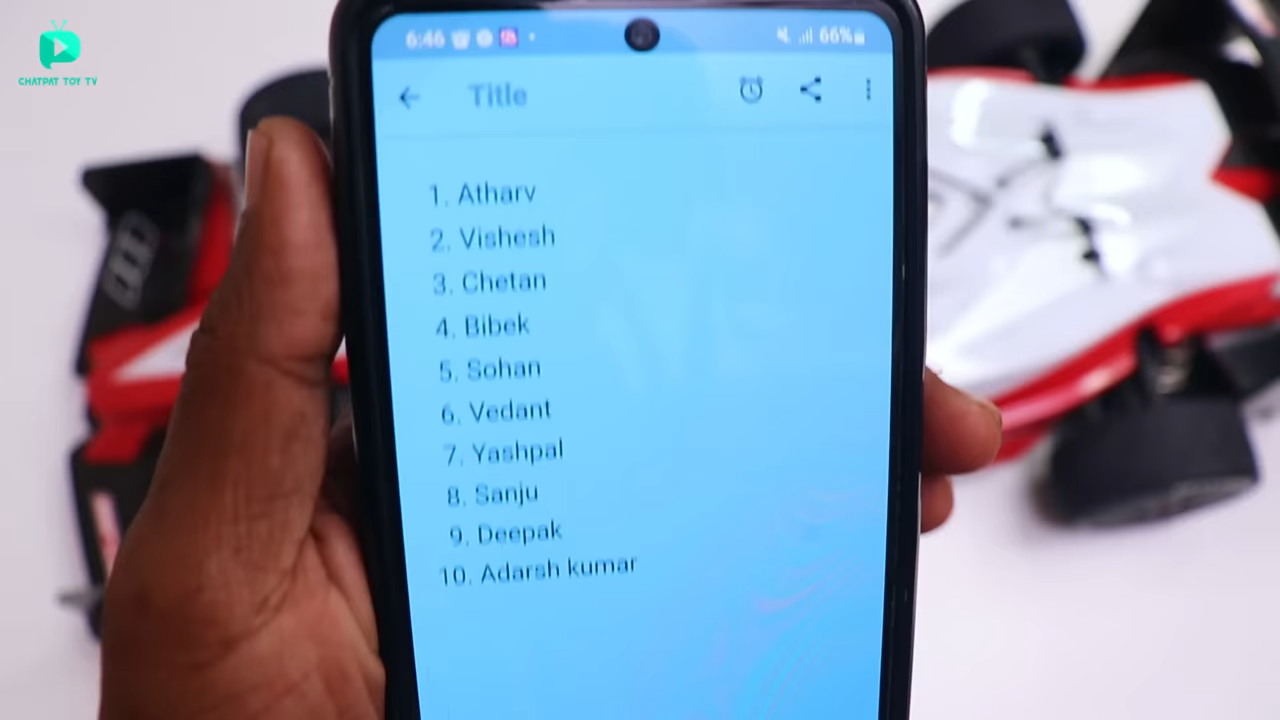 CHATPAT TOY TV
6:46
66%
Title
1. Atharv
2. Vishesh
3. Chetan
4. Bibek
5. Sohan
6. Vedant
7. Yashpal
8. Sanju
9. Deepak
10. Adarsh kumar